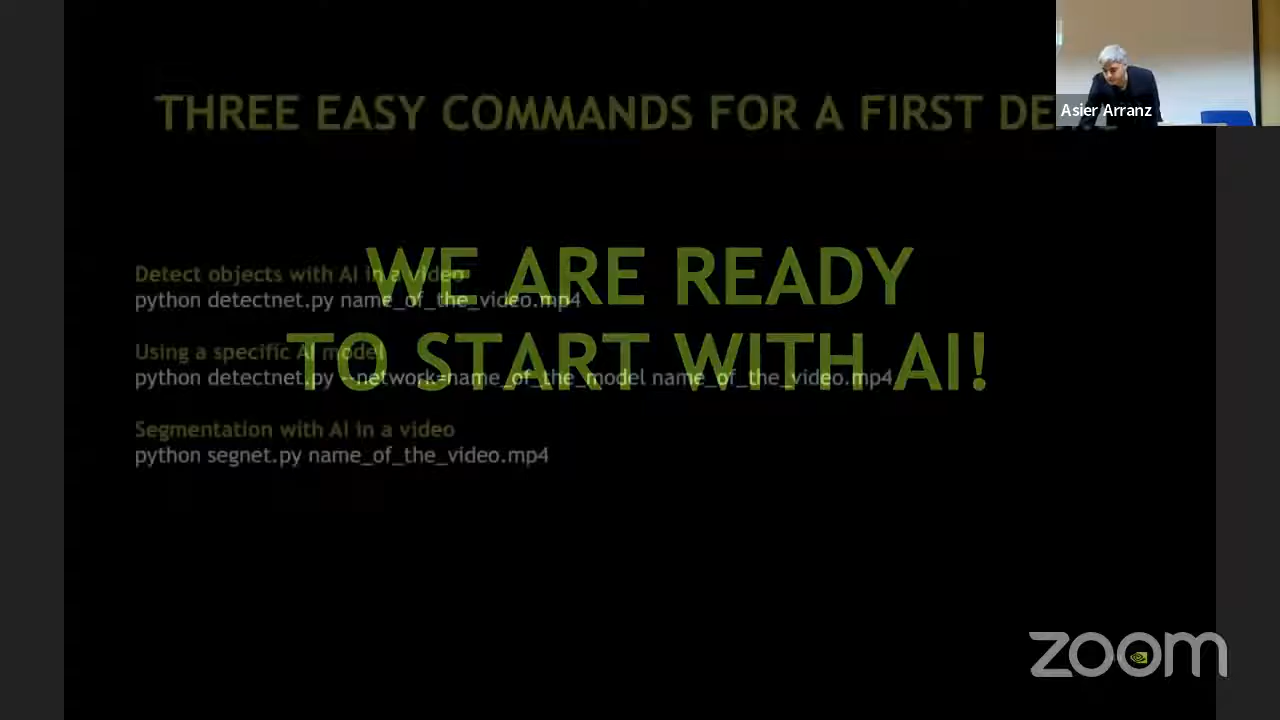 THREE EASY COMMANDS FOR A FIRST
Asier Arranz
WE ARE READY
TO START WITH AI!
Detect objects with AI in a video
python detectnet.py name_of_the_video.mp4
Using a specific AI model
python detectnet.py --network=name_of_the_model name_of_the_video.mp4
Segmentation with AI in a video
python segnet.py name_of_the_video.mp4
zoom